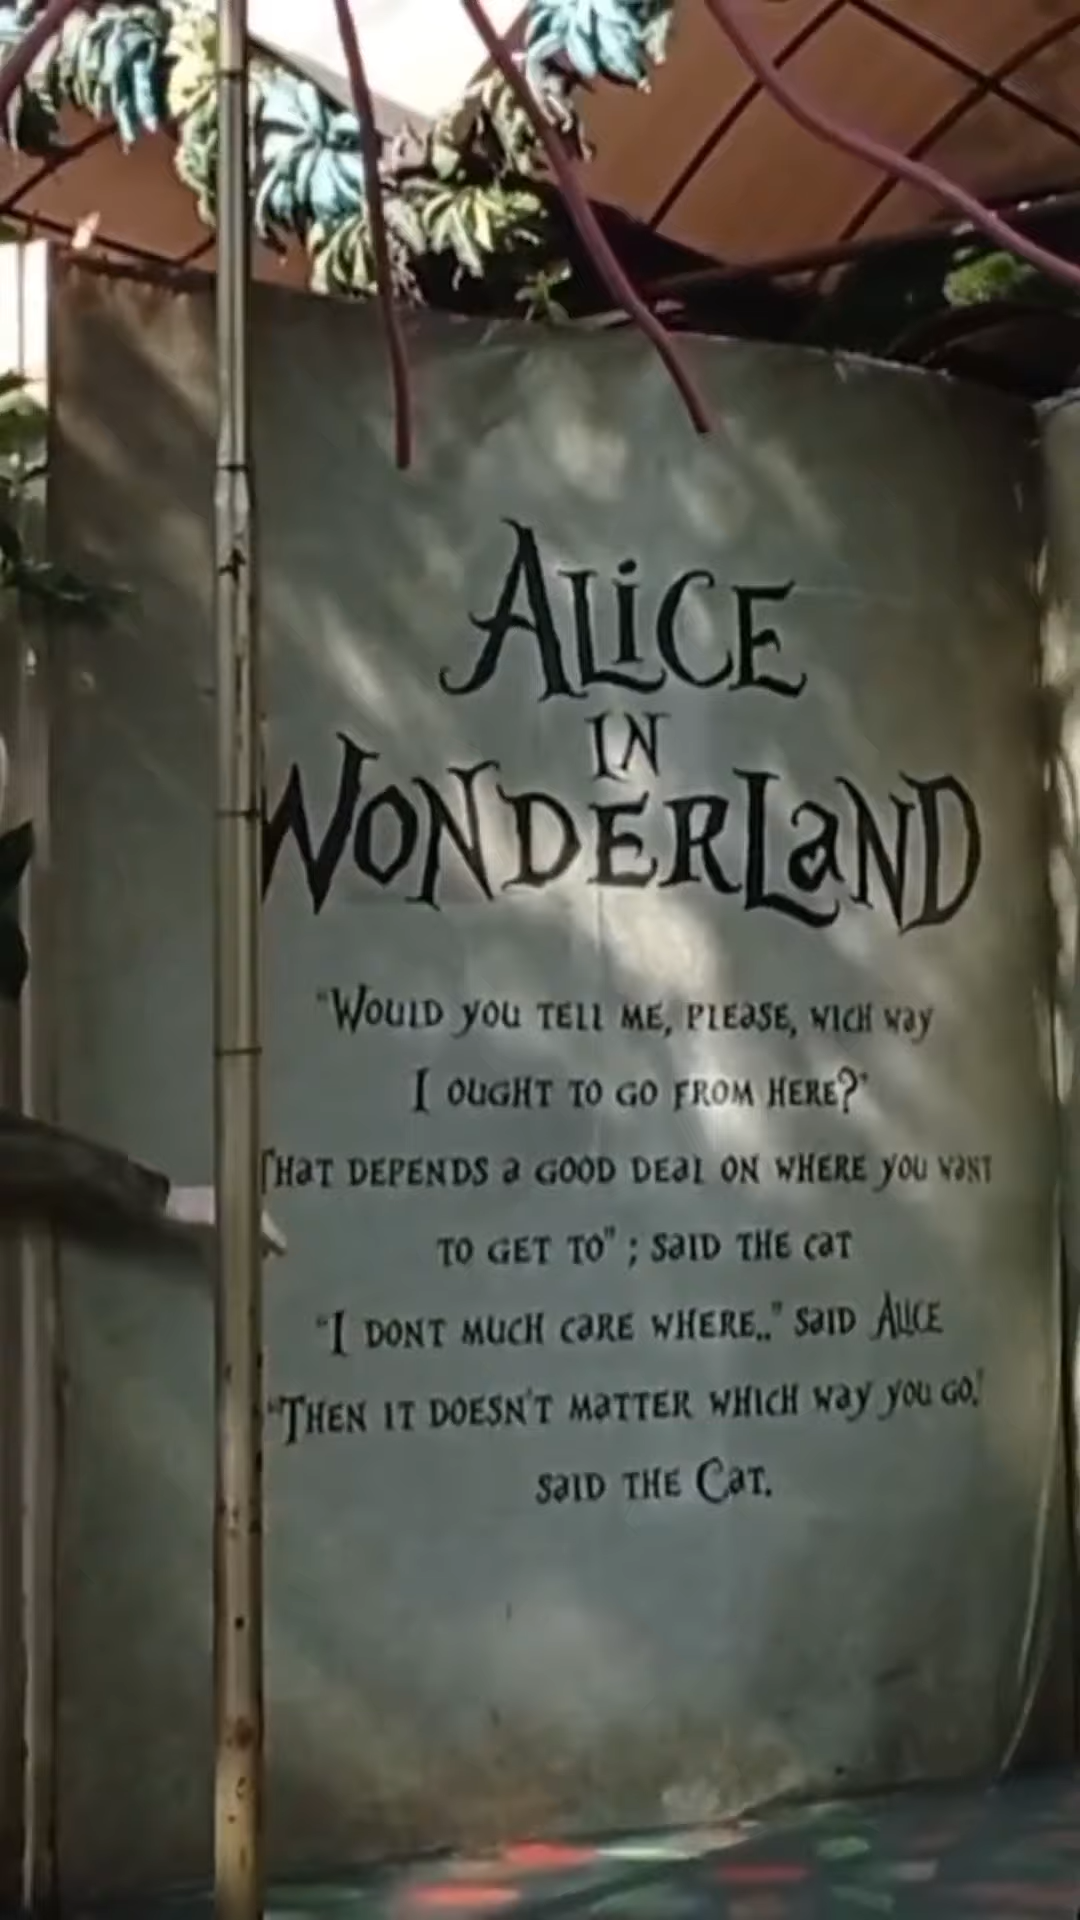 ALiCE
IN
WONDERLaND
"WOULD you TELL ME, PLEaSE, WICH Way
I OUGHT TO GO FROM HERE?"
THaT DEPENDS a GOOD DEaL ON WHERE you WaNT
TO GET TO" ; SaID THE CaT
"I DONT MUCH CaRE WHERE.." SaID ALICE
"THEN IT DOESN'T MaTTER WHICH Way you GO."
SaID THE CaT.